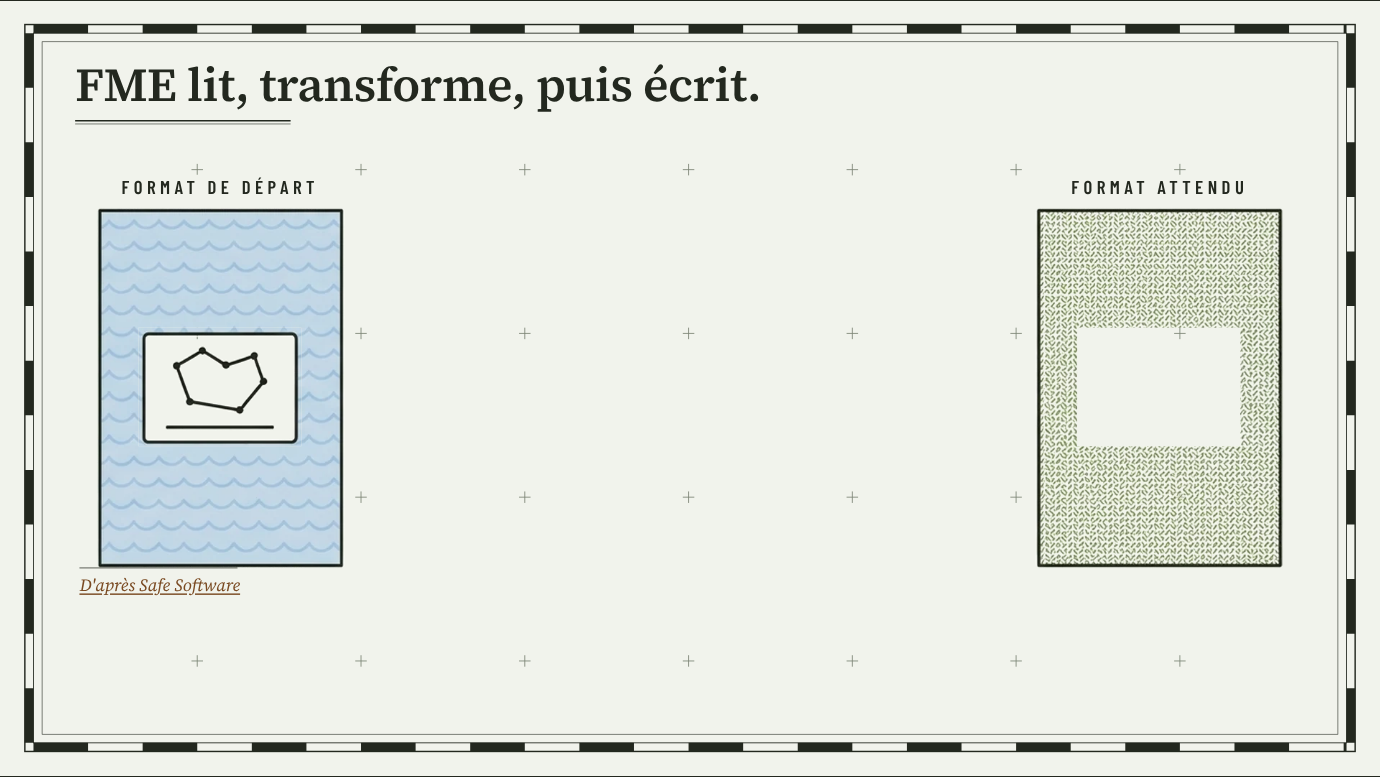 FME lit, transforme, puis écrit.
FORMAT DE DÉPART
FORMAT ATTENDU
D'après Safe Software